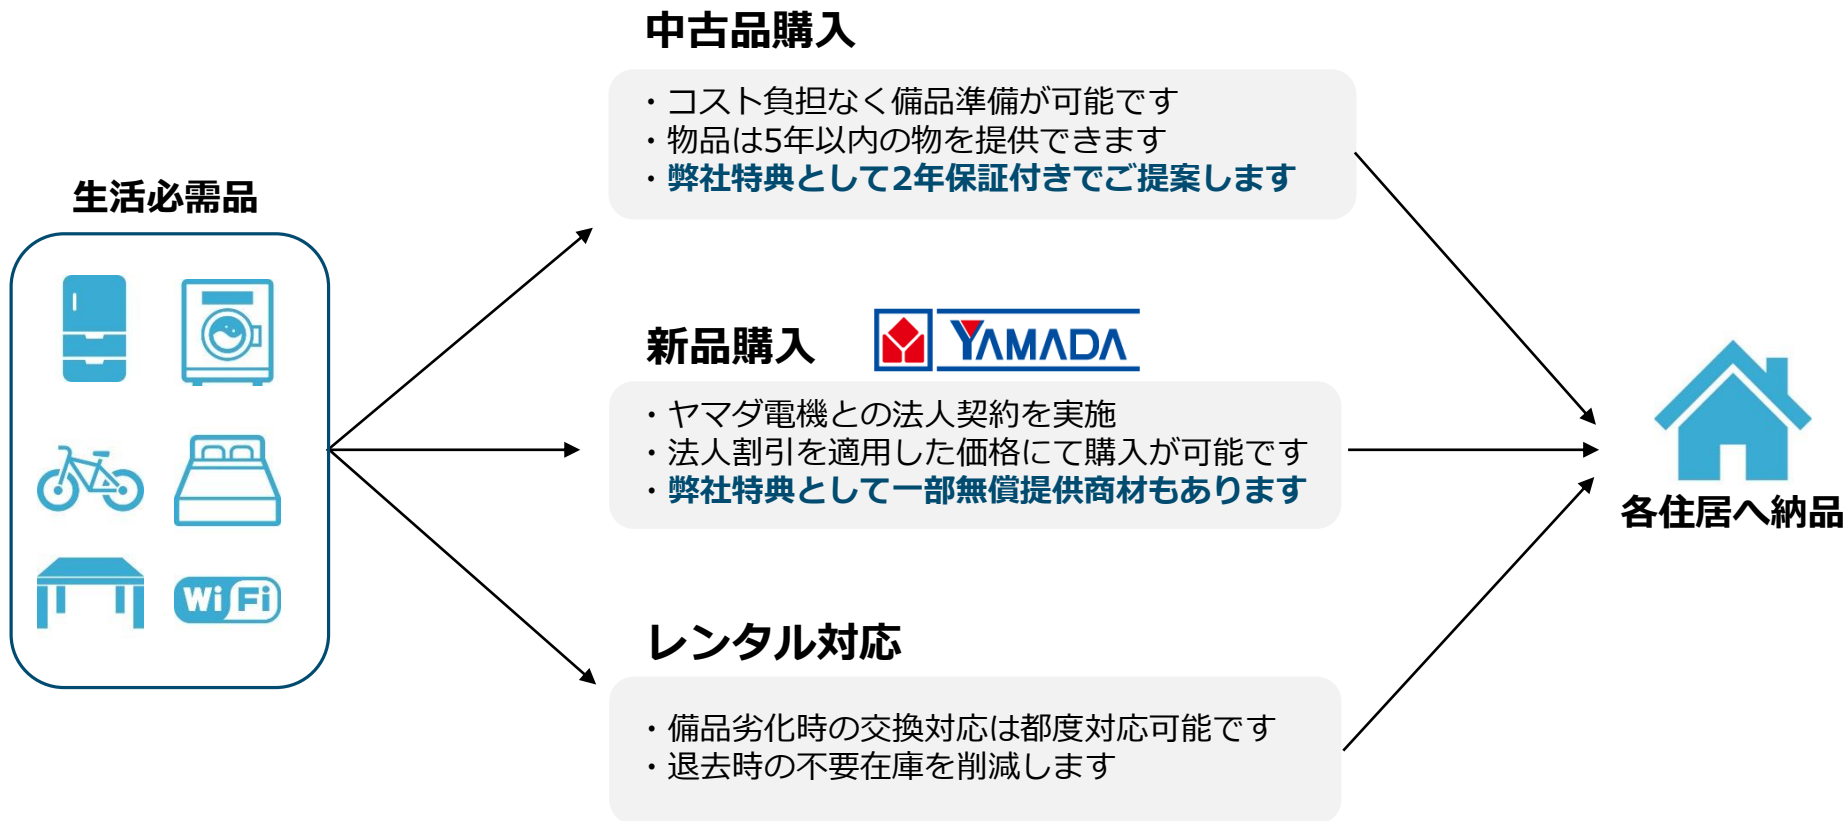 中古品購入
・コスト負担なく備品準備が可能です
・物品は5年以内の物を提供できます
・弊社特典として2年保証付きでご提案します
生活必需品
WiFi
新品購入
YAMADA
・ヤマダ電機との法人契約を実施
・法人割引を適用した価格にて購入が可能です
・弊社特典として一部無償提供商材もあります
レンタル対応
・備品劣化時の交換対応は都度対応可能です
・退去時の不要在庫を削減します
各住居へ納品